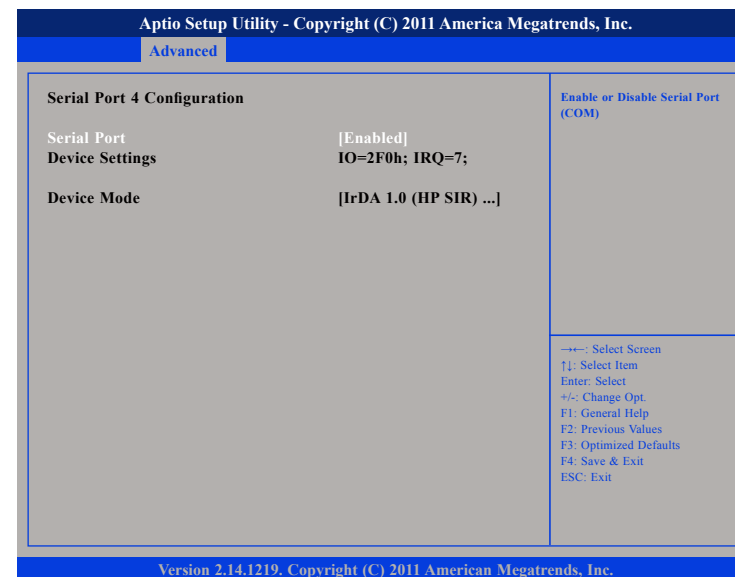 Aptio Setup Utility - Copyright (C) 2011 America Megatrends, Inc.
Advanced
Serial Port 4 Configuration
Serial Port [Enabled]
Device Settings IO=2F0h; IRQ=7;
Device Mode [IrDA 1.0 (HP SIR) ...]
Enable or Disable Serial Port
(COM)
→←: Select Screen
↑↓: Select Item
Enter: Select
+/-: Change Opt.
F1: General Help
F2: Previous Values
F3: Optimized Defaults
F4: Save & Exit
ESC: Exit
Version 2.14.1219. Copyright (C) 2011 American Megatrends, Inc.